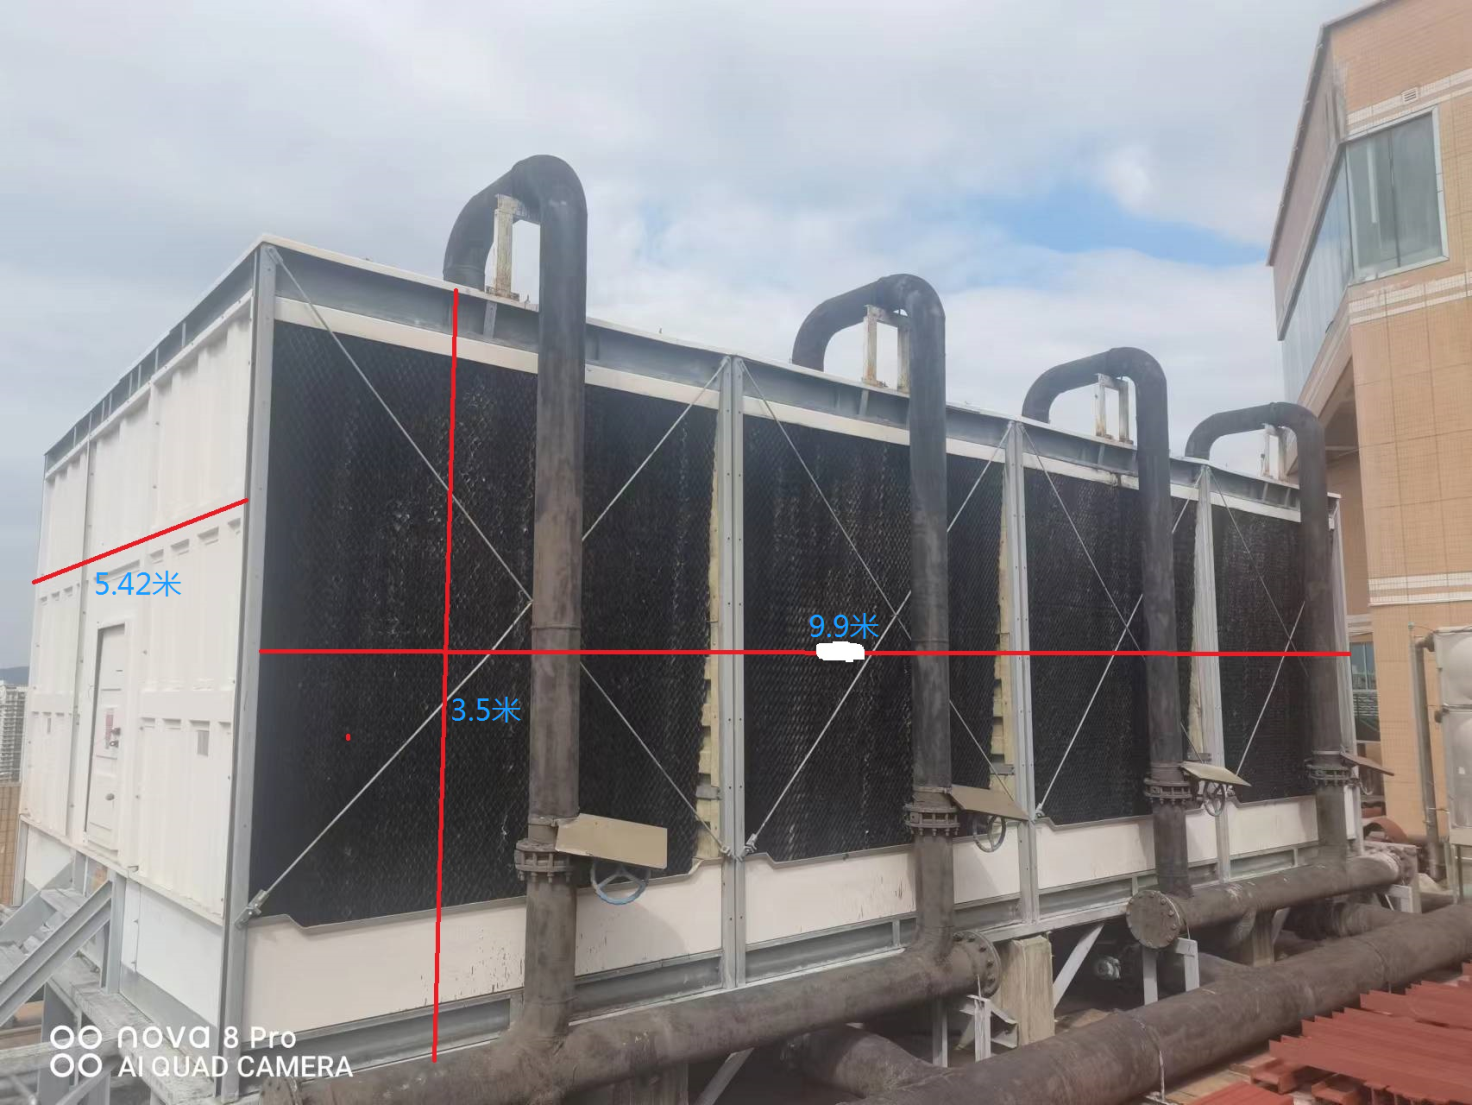 5.42米
9.9米
3.5米
nova 8 Pro
AI QUAD CAMERA